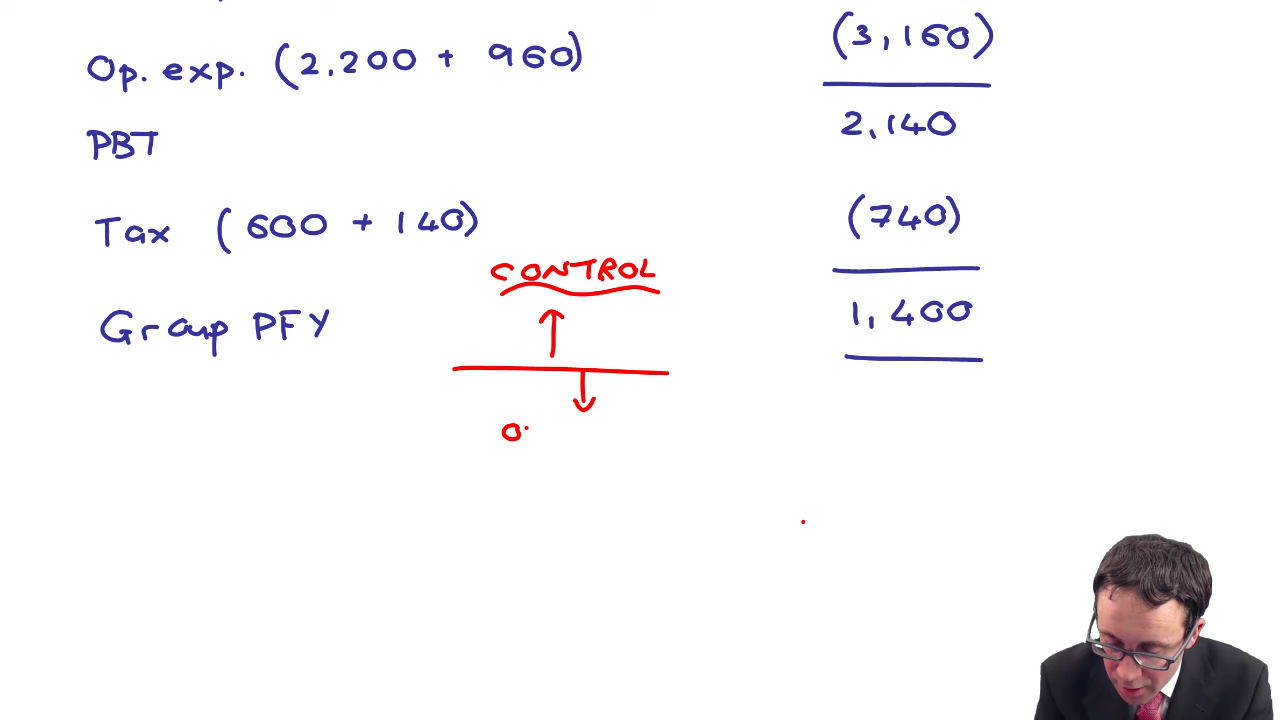 (3,160)
Op. exp. (2,200 + 960)
2,140
PBT
(740)
Tax (600 + 140)
CONTROL
1,400
Group PFY